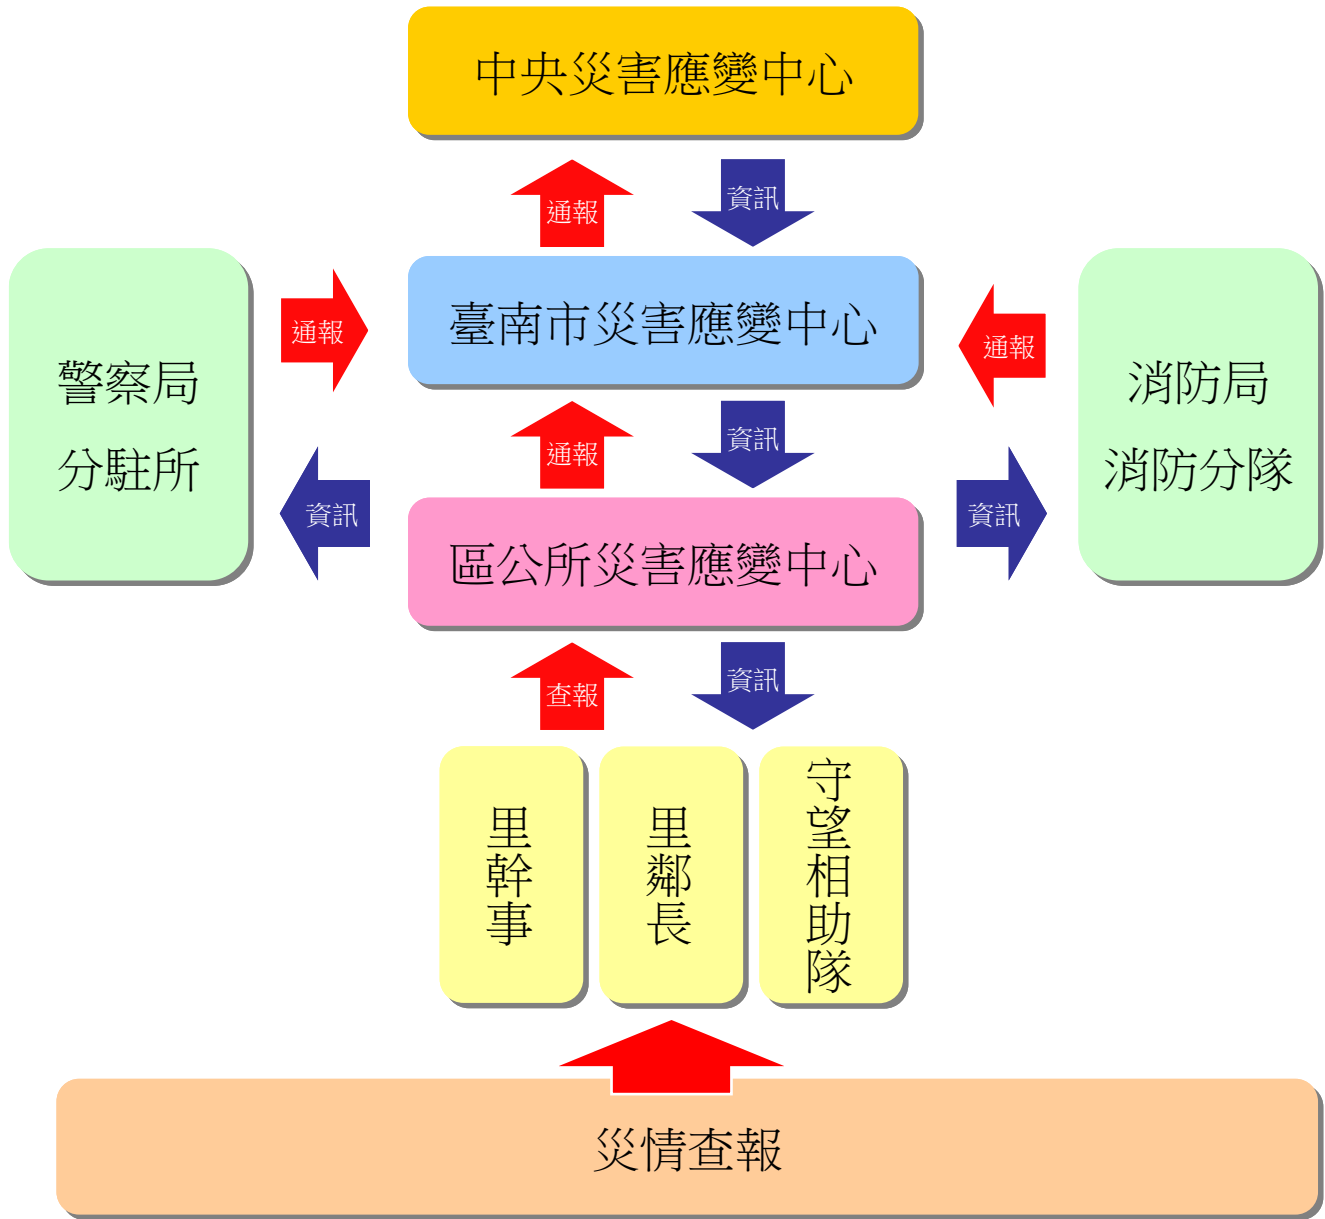 中央災害應變中心
通報
資訊
臺南市災害應變中心
通報
通報
警察局
分駐所
消防局
消防分隊
通報
資訊
資訊
資訊
區公所災害應變中心
查報
資訊
里幹事
里鄰長
守望相助隊
災情查報